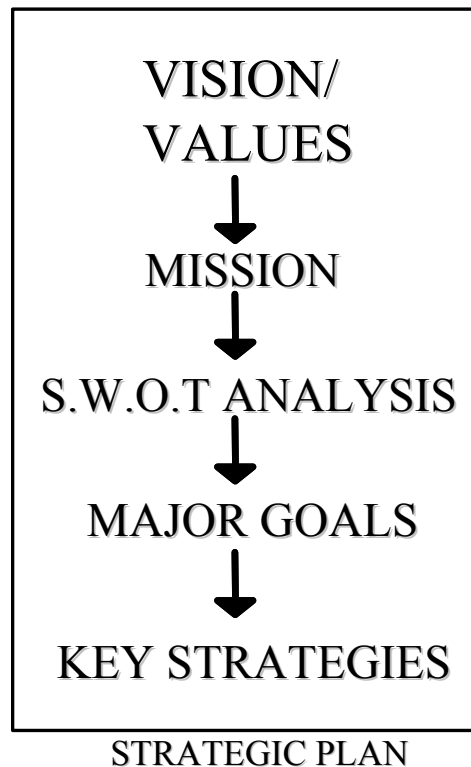 VISION/
VALUES
MISSION
S.W.O.T ANALYSIS
MAJOR GOALS
KEY STRATEGIES
STRATEGIC PLAN